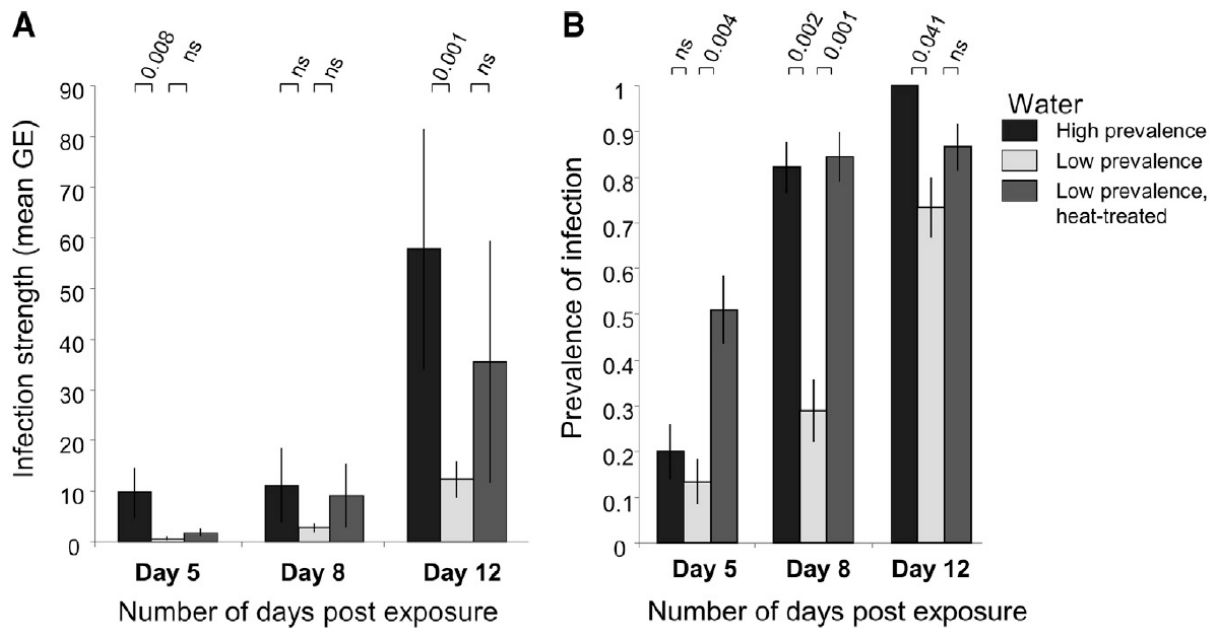 A
0.008
ns
ns
ns
0.001
ns
90
80
70
60
50
40
30
20
10
0
Infection strength (mean GE)
Day 5
Day 8
Day 12
Number of days post exposure
B
ns
0.004
0.002
0.001
0.041
ns
1
0.9
0.8
0.7
0.6
0.5
0.4
0.3
0.2
0.1
0
Prevalence of infection
Day 5
Day 8
Day 12
Number of days post exposure
Water
High prevalence
Low prevalence
Low prevalence,
heat-treated